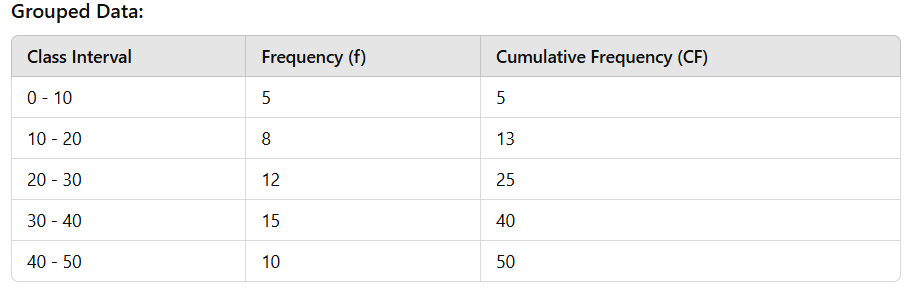 Grouped Data:
Class Interval Frequency (f) Cumulative Frequency (CF)
0 - 10 5 5
10 - 20 8 13
20 - 30 12 25
30 - 40 15 40
40 - 50 10 50